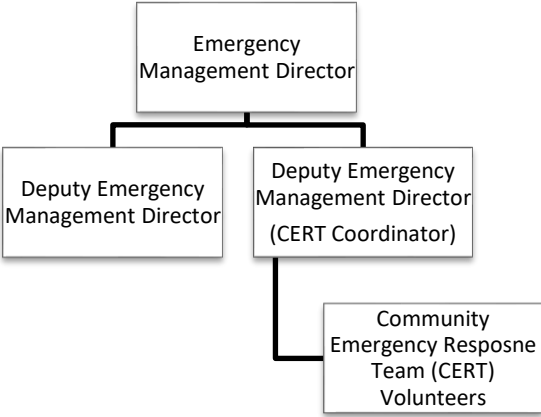 Emergency
Management Director
Deputy Emergency
Management Director
Deputy Emergency
Management Director
(CERT Coordinator)
Community
Emergency Resposne
Team (CERT)
Volunteers